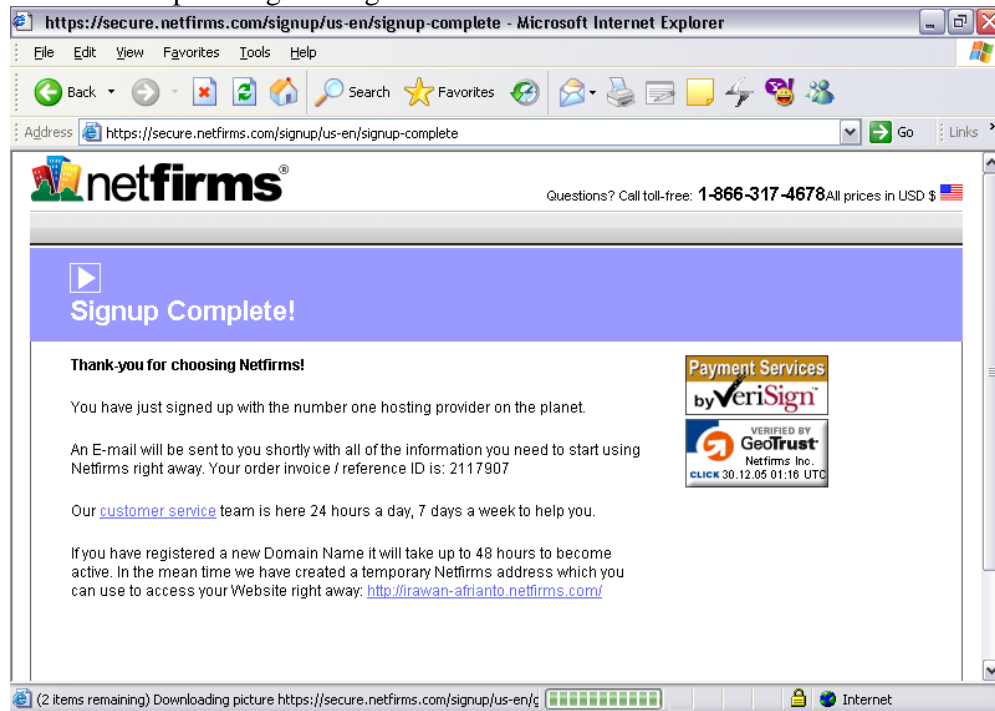 https://secure.netfirms.com/signup/us-en/signup-complete - Microsoft Internet Explorer
File Edit View Favorites Tools Help
Back Search Favorites
Address https://secure.netfirms.com/signup/us-en/signup-complete Go Links
netfirms®
Questions? Call toll-free: 1-866-317-4678 All prices in USD $
Signup Complete!
Thank-you for choosing Netfirms!
Payment Services
by VeriSign
You have just signed up with the number one hosting provider on the planet.
VERIFIED BY
GeoTrust
Netfirms Inc.
CLICK 30.12.05 01:16 UTC
An E-mail will be sent to you shortly with all of the information you need to start using
Netfirms right away. Your order invoice / reference ID is: 2117907
Our customer service team is here 24 hours a day, 7 days a week to help you.
If you have registered a new Domain Name it will take up to 48 hours to become
active. In the mean time we have created a temporary Netfirms address which you
can use to access your Website right away: http://irawan-afrianto.netfirms.com/
(2 items remaining) Downloading picture https://secure.netfirms.com/signup/us-en/g Internet